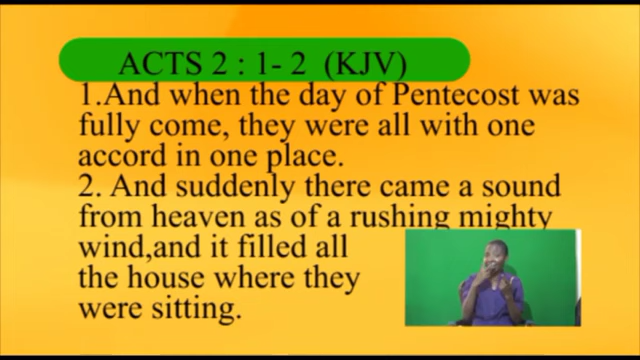 ACTS 2 : 1- 2 (KJV)
1.And when the day of Pentecost was
fully come, they were all with one
accord in one place.
2. And suddenly there came a sound
from heaven as of a rushing mighty
wind,and it filled all
the house where they
were sitting.